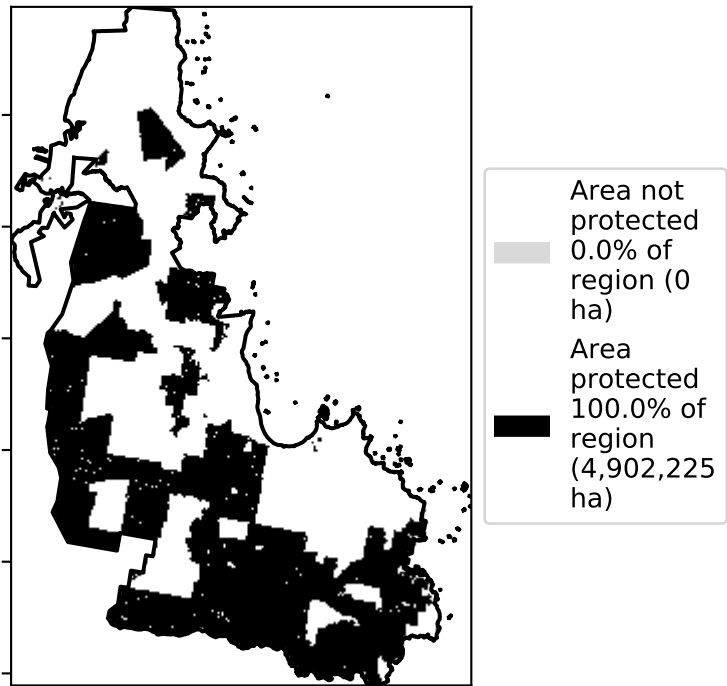 Area not
protected
0.0% of
region (0
ha)
Area
protected
100.0% of
region
(4,902,225
ha)